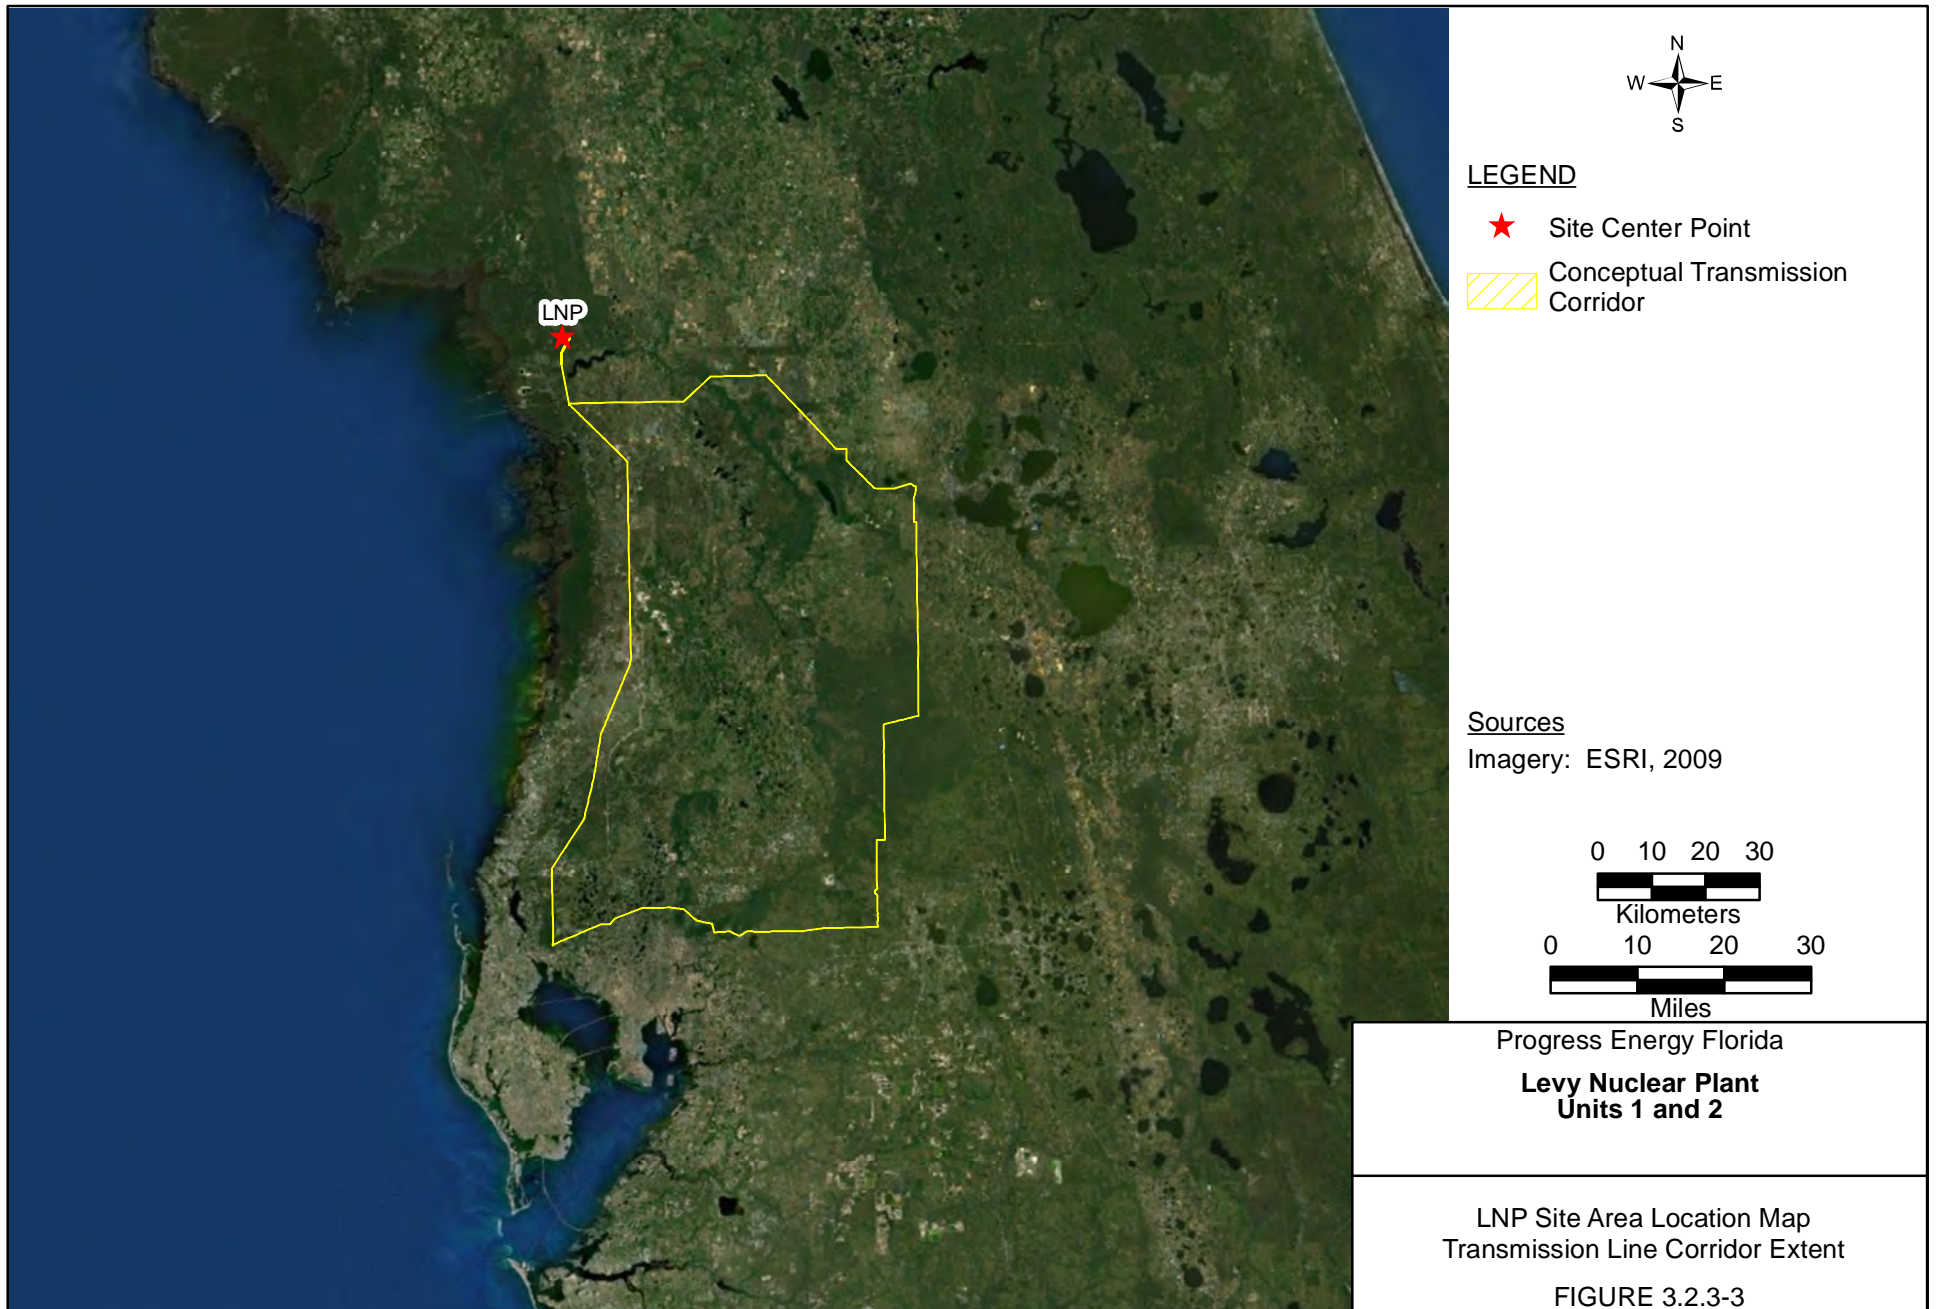 N
W E
S
LEGEND
Site Center Point
Conceptual Transmission
Corridor
LNP
Sources
Imagery: ESRI, 2009
0 10 20 30
Kilometers
0 10 20 30
Miles
Progress Energy Florida
Levy Nuclear Plant
Units 1 and 2
LNP Site Area Location Map
Transmission Line Corridor Extent
FIGURE 3.2.3-3